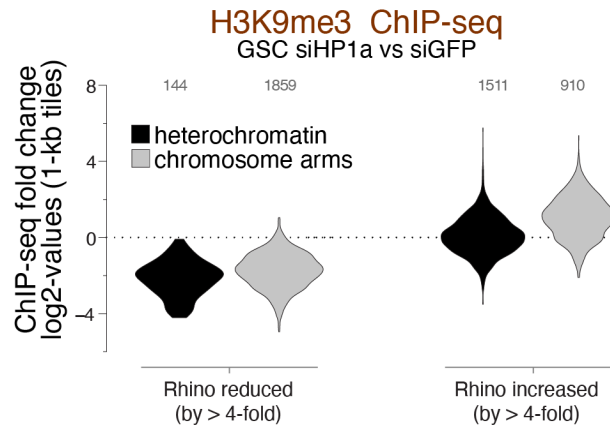 H3K9me3 ChIP-seq
GSC siHP1a vs siGFP
ChIP-seq fold change
log2-values (1-kb tiles)
8
4
0
−4
144
1859
1511
910
heterochromatin
chromosome arms
Rhino reduced
(by > 4-fold)
Rhino increased
(by > 4-fold)